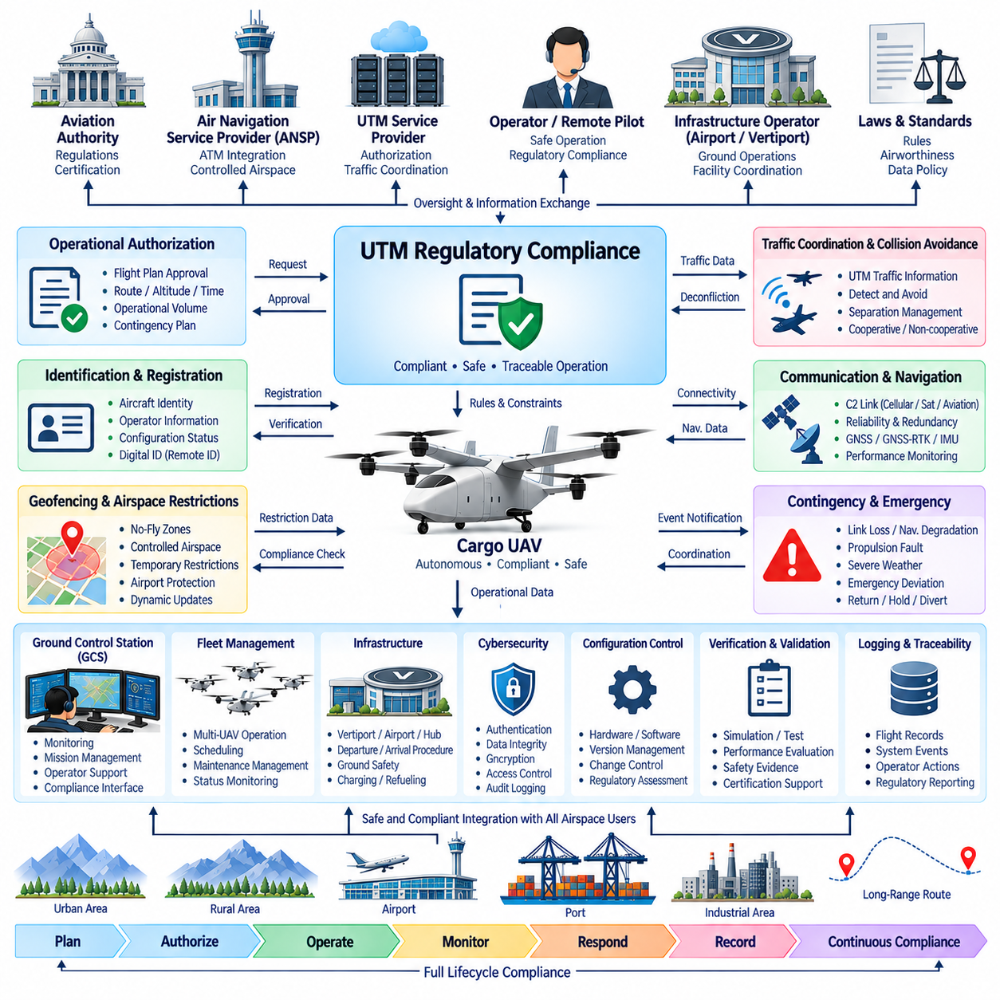 Aviation
Authority
Regulations
Certification
Air Navigation
Service Provider (ANSP)
ATM Integration
Controlled Airspace
UTM Service
Provider
Authorization
Traffic Coordination
Operator / Remote Pilot
Safe Operation
Regulatory Compliance
Infrastructure Operator
(Airport / Vertiport)
Ground Operations
Facility Coordination
Laws & Standards
Rules
Airworthiness
Data Policy
Oversight & Information Exchange
Operational Authorization
• Flight Plan Approval
• Route / Altitude / Time
• Operational Volume
• Contingency Plan
Request
Approval
UTM Regulatory Compliance
Compliant • Safe • Traceable Operation
Traffic Data
Deconfliction
Traffic Coordination & Collision Avoidance
• UTM Traffic Information
• Detect and Avoid
• Separation Management
• Cooperative / Non-cooperative
Identification & Registration
• Aircraft Identity
• Operator Information
• Configuration Status
• Digital ID (Remote ID)
Registration
Verification
Rules & Constraints
Connectivity
Nav. Data
Communication & Navigation
• C2 Link (Cellular / Sat / Aviation)
• Reliability & Redundancy
• GNSS / GNSS-RTK / IMU
• Performance Monitoring
Geofencing & Airspace Restrictions
• No-Fly Zones
• Controlled Airspace
• Temporary Restrictions
• Airport Protection
• Dynamic Updates
Restriction Data
Compliance Check
Cargo UAV
Autonomous • Compliant • Safe
Operational Data
Event Notification
Coordination
Contingency & Emergency
• Link Loss / Nav. Degradation
• Propulsion Fault
• Severe Weather
• Emergency Deviation
• Return / Hold / Divert
Ground Control Station
(GCS)
• Monitoring
• Mission Management
• Operator Support
• Compliance Interface
Fleet Management
• Multi-UAV Operation
• Scheduling
• Maintenance Management
• Status Monitoring
Infrastructure
• Vertiport / Airport / Hub
• Departure / Arrival Procedure
• Ground Safety
• Charging / Refueling
Cybersecurity
• Authentication
• Data Integrity
• Gncryption
• Access Control
• Audit Logging
Configuration Control
• Hardware / Software
• Version Management
• Change Control
• Regulatory Assessment
Verification & Validation
• Simulation / Test
• Performance Evaluation
• Safety Evidence
• Certification Support
Logging & Traceability
• Flight Records
• System Events
• Operator Actions
• Regulatory Reporting
Safe and Compliant Integration with All Airspace Users
Urban Area
Rural Area
Airport
Port
Industrial Area
Long-Range Route
Plan
Authorize
Operate
Monitor
Respond
Record
Continuous Compliance
Full Lifecycle Compliance